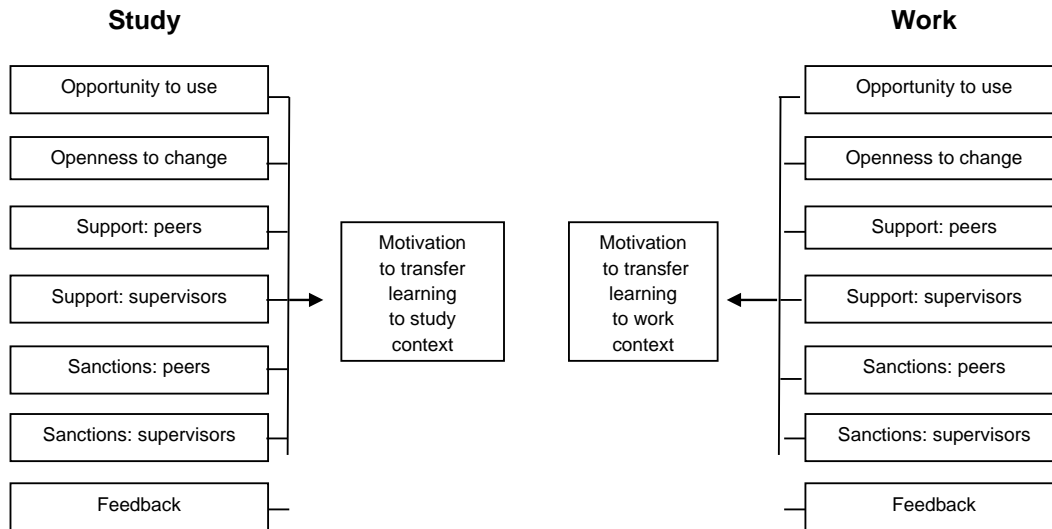 Study
Opportunity to use
Openness to change
Support: peers
Support: supervisors
Sanctions: peers
Sanctions: supervisors
Feedback
Motivation
to transfer
learning
to study
context
Work
Motivation
to transfer
learning
to work
context
Opportunity to use
Openness to change
Support: peers
Support: supervisors
Sanctions: peers
Sanctions: supervisors
Feedback